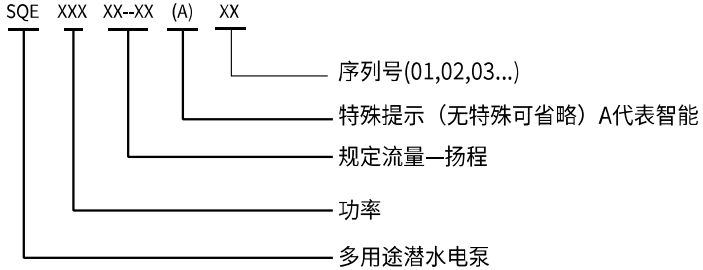 SQE XXX XX--XX (A) XX
序列号(01,02,03...)
特殊提示（无特殊可省略）A代表智能
规定流量—扬程
功率
多用途潜水电泵